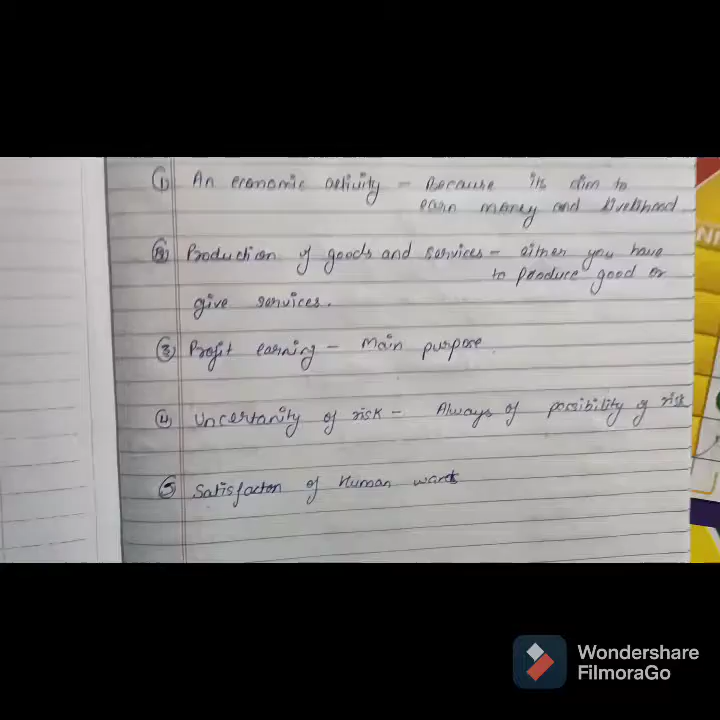 ① An economic activity – Because its aim to
earn money and livelihood
② Production of goods and services – either you have
to produce good or
give services.
③ Profit earning – Main purpose
④ Uncertanity of risk – Always of possibility of risk
⑤ Satisfacton of Human wants
Wondershare
FilmoraGo